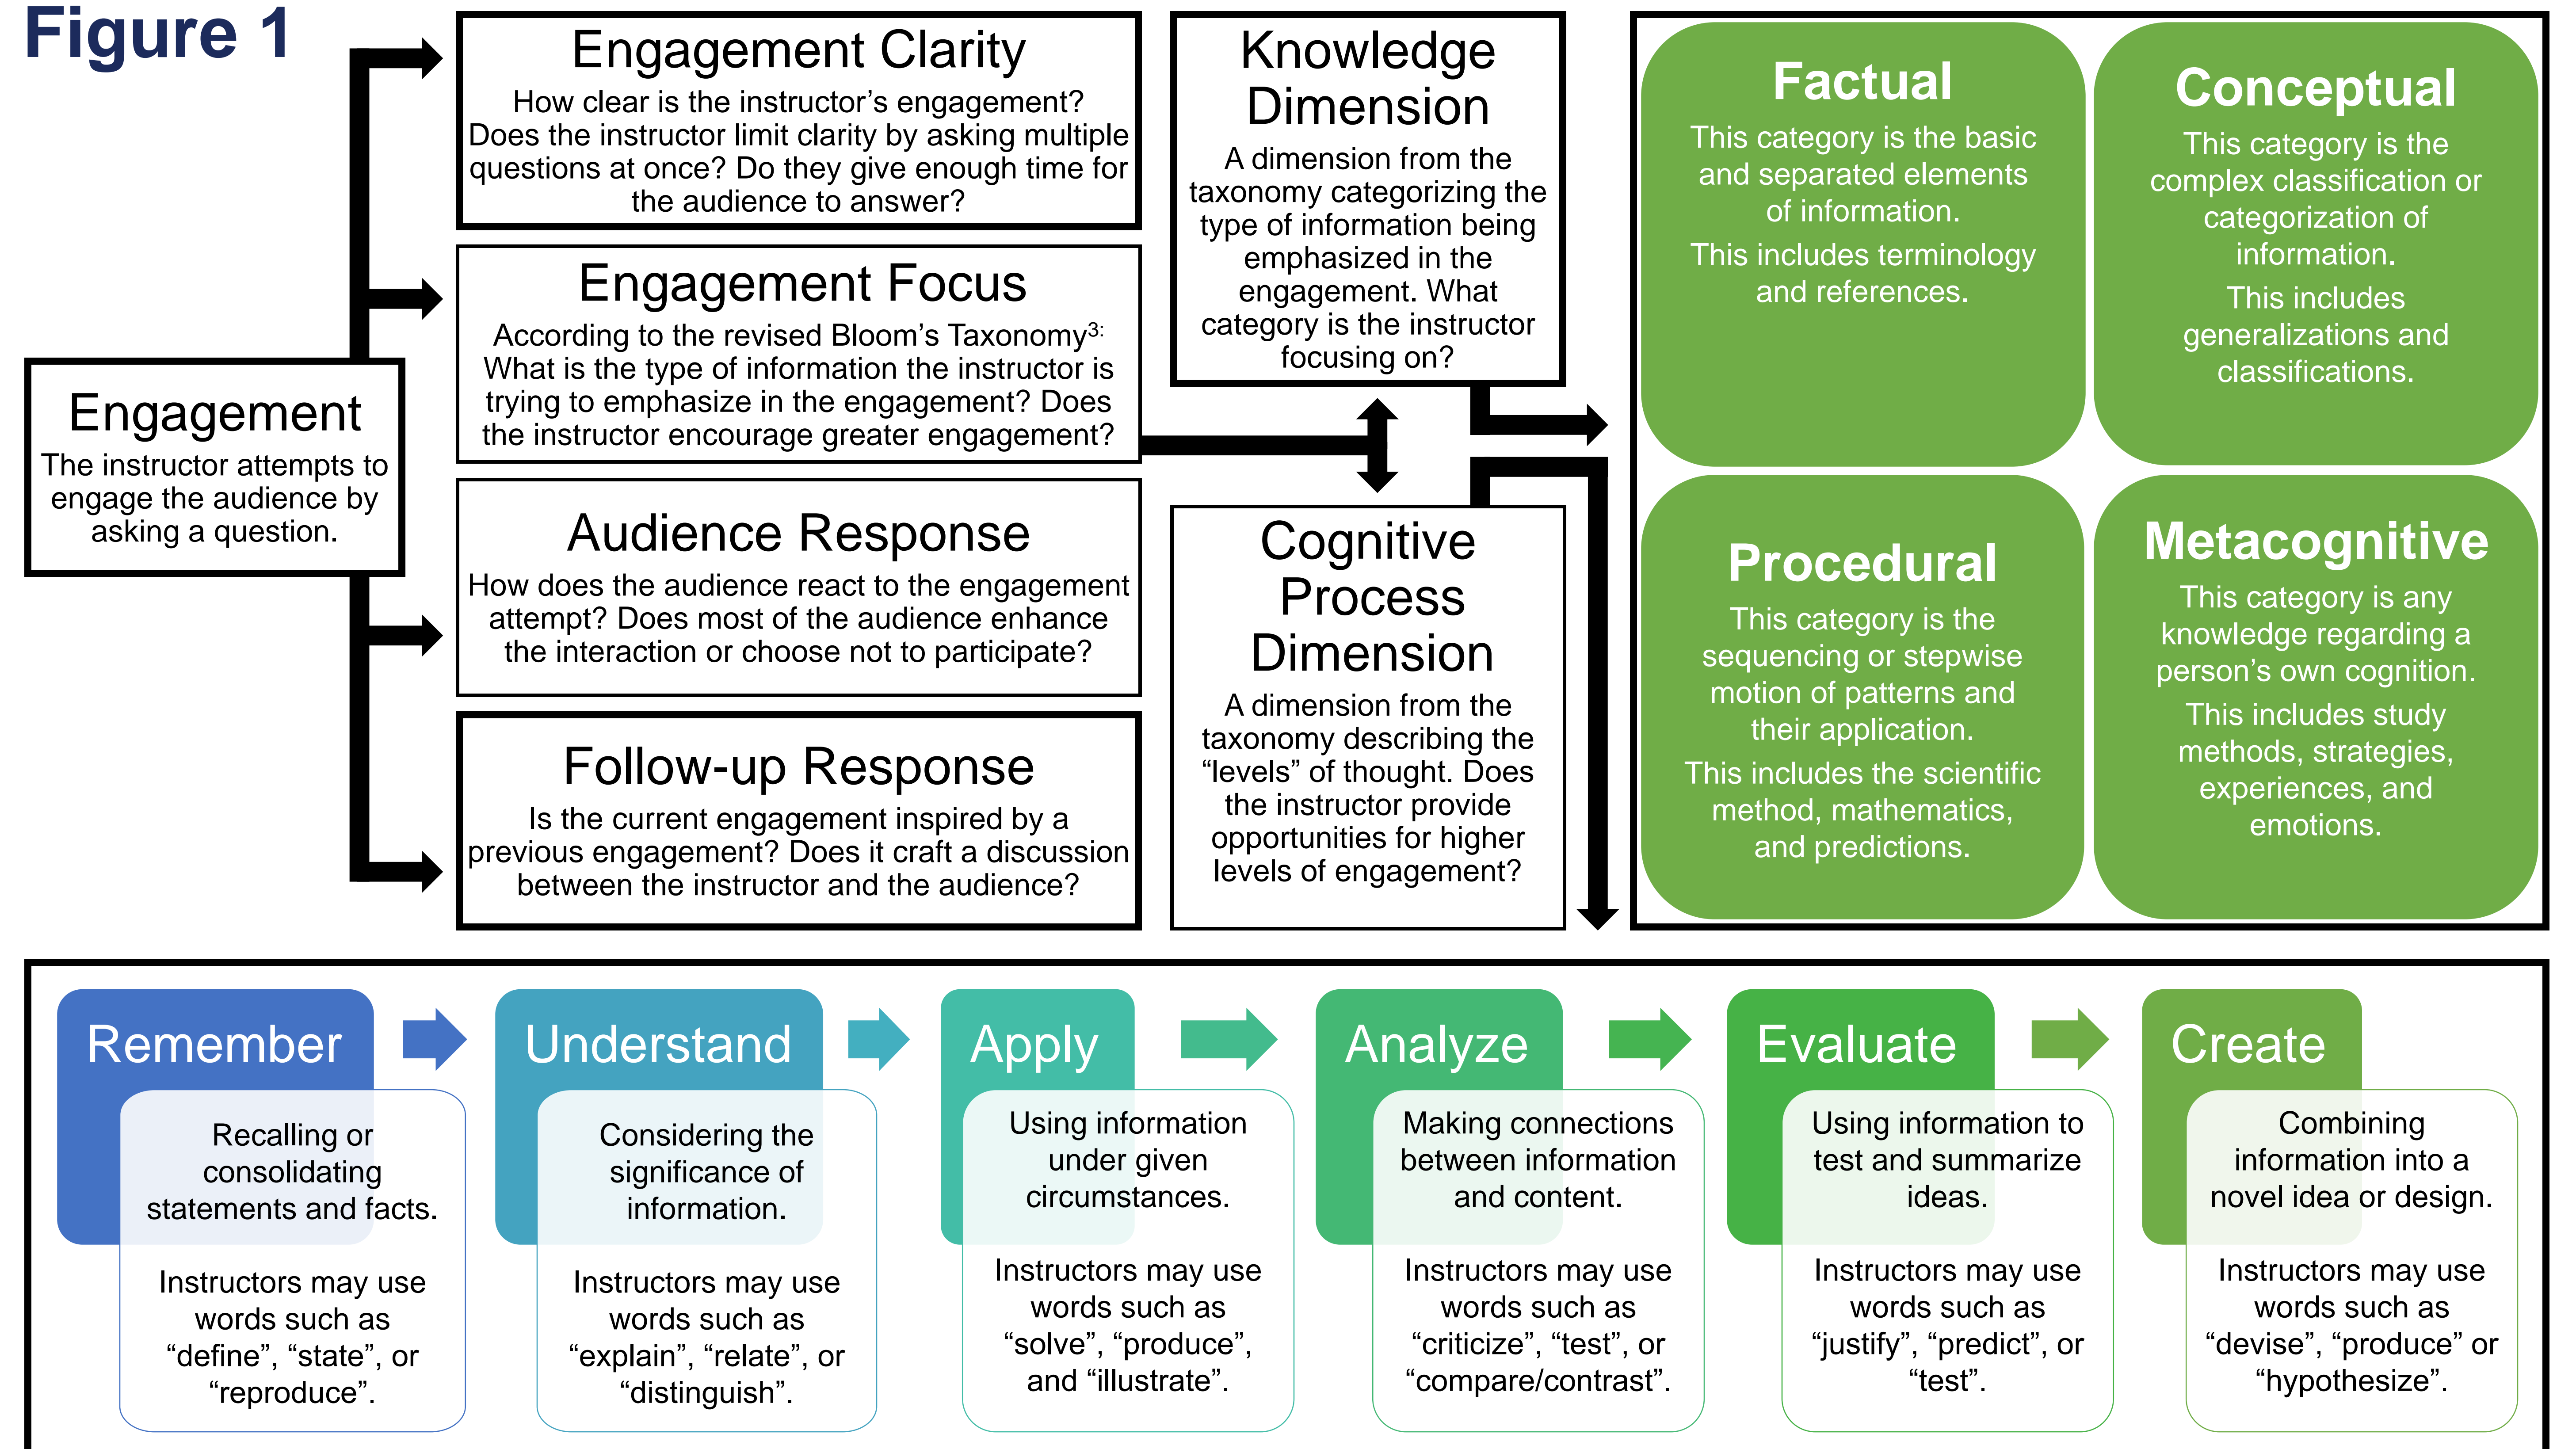 Figure 1
Engagement
The instructor attempts to
engage the audience by
asking a question.
Engagement Clarity
How clear is the instructor’s engagement?
Does the instructor limit clarity by asking multiple
questions at once? Do they give enough time for
the audience to answer?
Engagement Focus
According to the revised Bloom’s Taxonomy3:
What is the type of information the instructor is
trying to emphasize in the engagement? Does
the instructor encourage greater engagement?
Audience Response
How does the audience react to the engagement
attempt? Does most of the audience enhance
the interaction or choose not to participate?
Follow-up Response
Is the current engagement inspired by a
previous engagement? Does it craft a discussion
between the instructor and the audience?
Knowledge
Dimension
A dimension from the
taxonomy categorizing the
type of information being
emphasized in the
engagement. What
category is the instructor
focusing on?
Cognitive
Process
Dimension
A dimension from the
taxonomy describing the
“levels” of thought. Does
the instructor provide
opportunities for higher
levels of engagement?
Factual
This category is the basic
and separated elements
of information.
This includes terminology
and references.
Conceptual
This category is the
complex classification or
categorization of
information.
This includes
generalizations and
classifications.
Procedural
This category is the
sequencing or stepwise
motion of patterns and
their application.
This includes the scientific
method, mathematics,
and predictions.
Metacognitive
This category is any
knowledge regarding a
person’s own cognition.
This includes study
methods, strategies,
experiences, and
emotions.
Remember
Recalling or
consolidating
statements and facts.
Instructors may use
words such as
“define”, “state”, or
“reproduce”.
Understand
Considering the
significance of
information.
Instructors may use
words such as
“explain”, “relate”, or
“distinguish”.
Apply
Using information
under given
circumstances.
Instructors may use
words such as
“solve”, “produce”,
and “illustrate”.
Analyze
Making connections
between information
and content.
Instructors may use
words such as
“criticize”, “test”, or
“compare/contrast”.
Evaluate
Using information to
test and summarize
ideas.
Instructors may use
words such as
“justify”, “predict”, or
“test”.
Create
Combining
information into a
novel idea or design.
Instructors may use
words such as
“devise”, “produce” or
“hypothesize”.